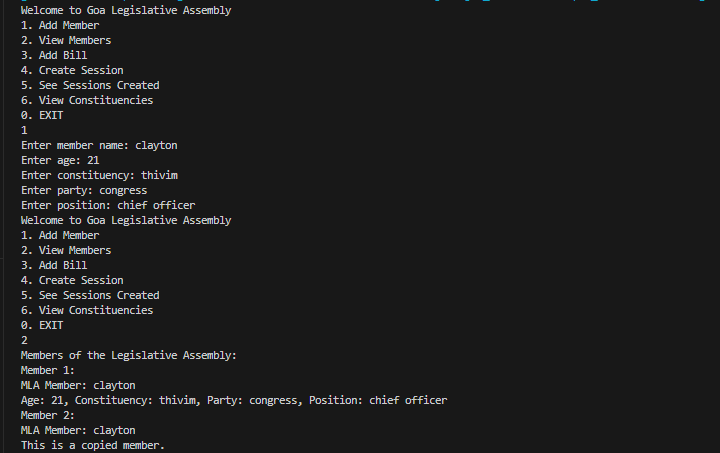 Welcome to Goa Legislative Assembly
1. Add Member
2. View Members
3. Add Bill
4. Create Session
5. See Sessions Created
6. View Constituencies
0. EXIT
1
Enter member name: clayton
Enter age: 21
Enter constituency: thivim
Enter party: congress
Enter position: chief officer
Welcome to Goa Legislative Assembly
1. Add Member
2. View Members
3. Add Bill
4. Create Session
5. See Sessions Created
6. View Constituencies
0. EXIT
2
Members of the Legislative Assembly:
Member 1:
MLA Member: clayton
Age: 21, Constituency: thivim, Party: congress, Position: chief officer
Member 2:
MLA Member: clayton
This is a copied member.